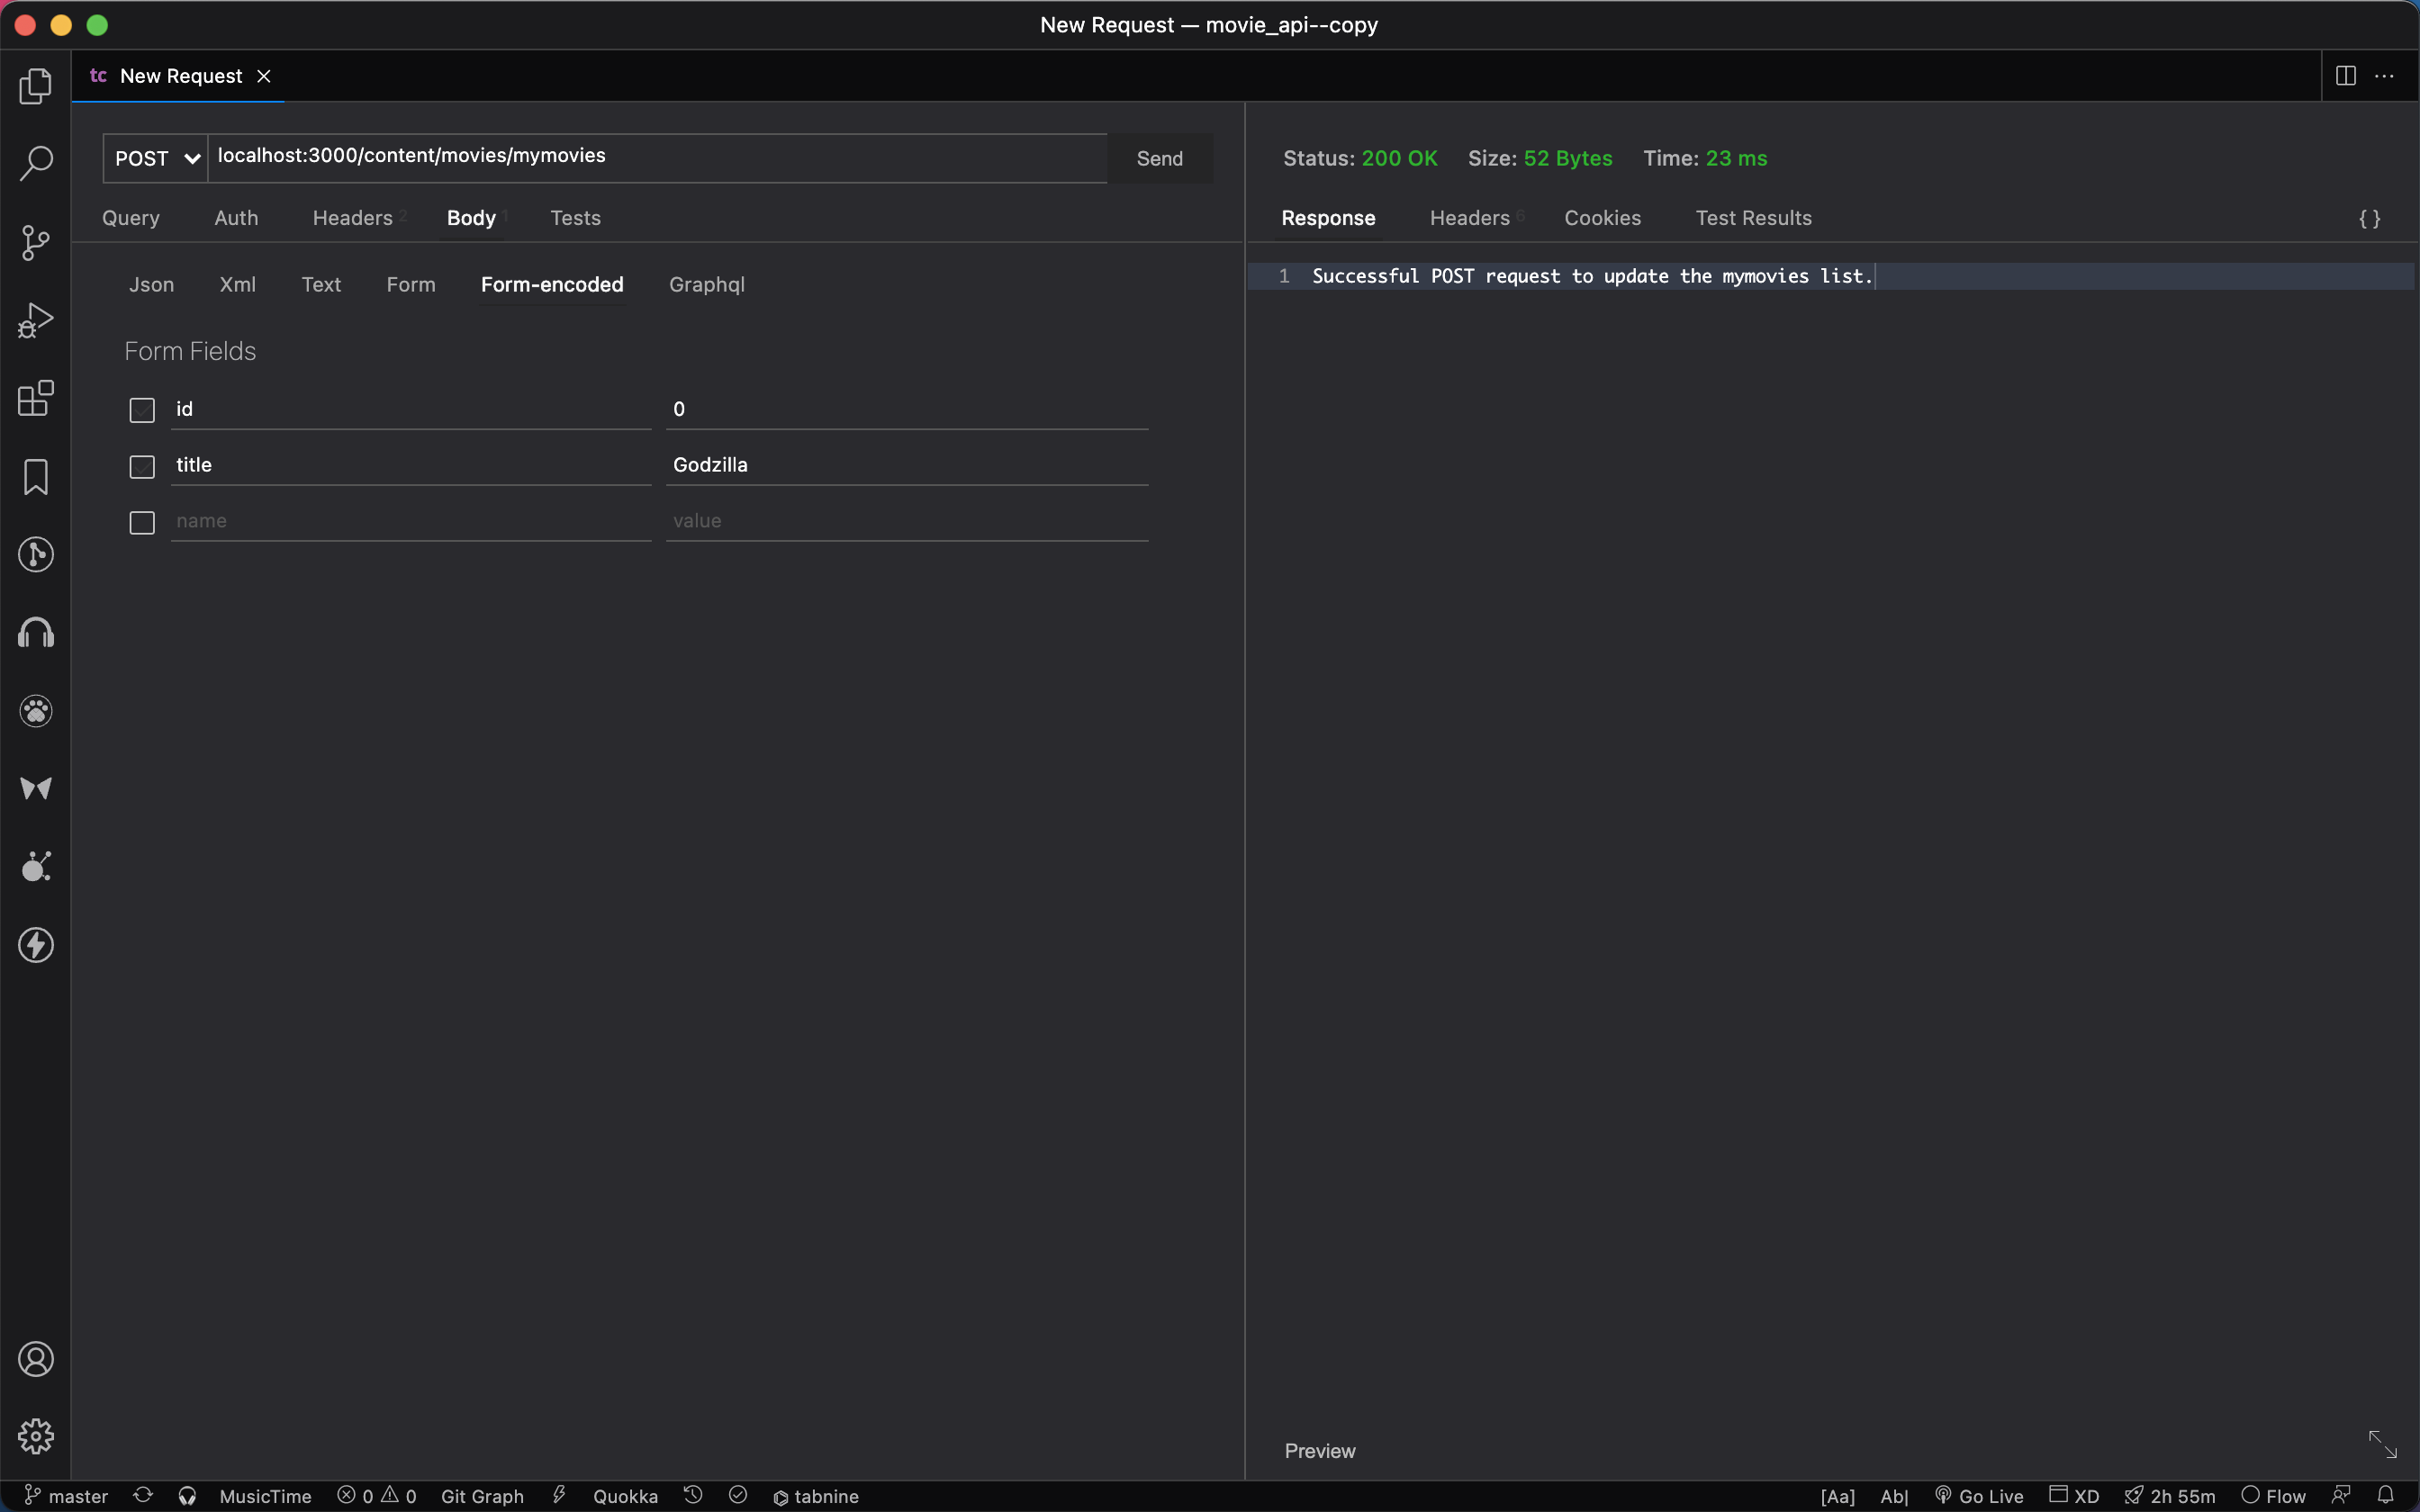 New Request — movie_api--copy
tc New Request
POST localhost:3000/content/movies/mymovies Send
Query Auth Headers 2 Body 1 Tests
Json Xml Text Form Form-encoded Graphql
Form Fields
id 0
title Godzilla
name value
Status: 200 OK Size: 52 Bytes Time: 23 ms
Response Headers 6 Cookies Test Results { }
1 Successful POST request to update the mymovies list.
Preview
master MusicTime 0 0 Git Graph Quokka tabnine [Aa] Ab| Go Live XD 2h 55m Flow